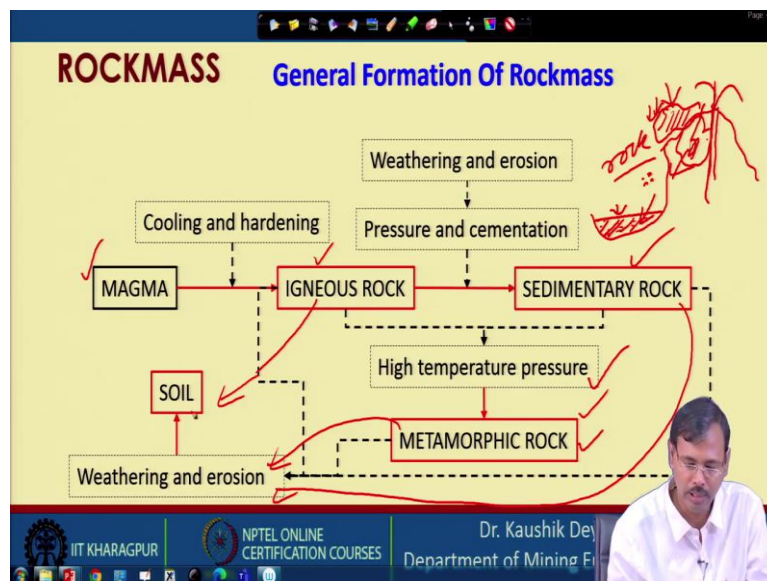 Page
ROCKMASS
General Formation Of Rockmass
rock
Weathering and erosion
Cooling and hardening
Pressure and cementation
MAGMA
IGNEOUS ROCK
SEDIMENTARY ROCK
High temperature pressure
SOIL
METAMORPHIC ROCK
Weathering and erosion
IIT KHARAGPUR
NPTEL ONLINE
CERTIFICATION COURSES
Dr. Kaushik Dey
Department of Mining